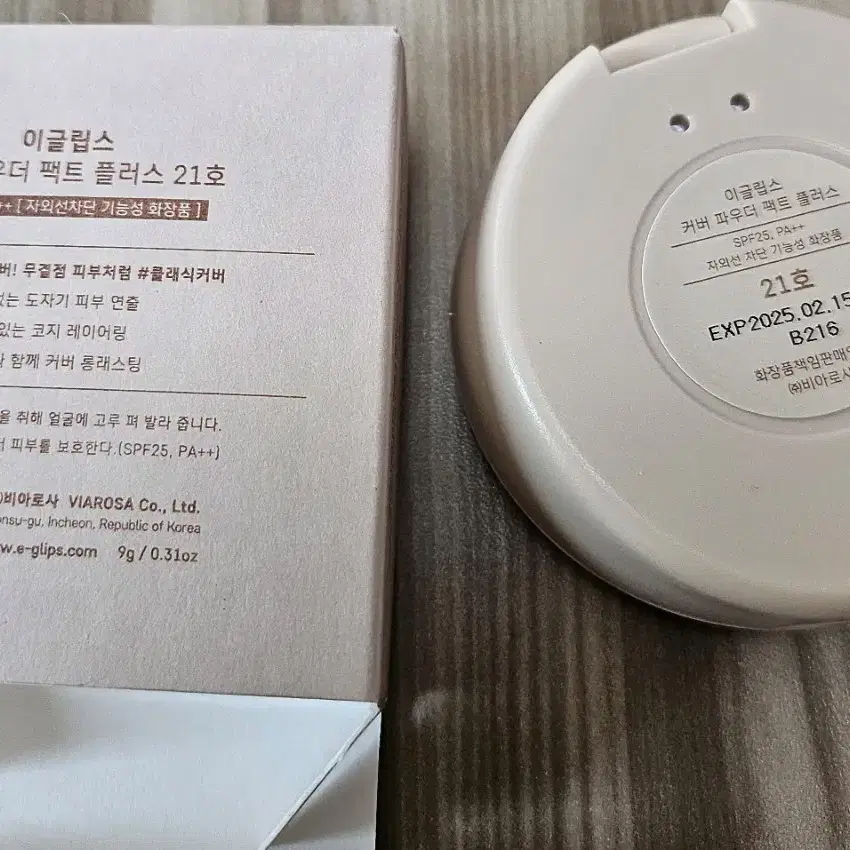 이글립스
파우더 팩트 플러스 21호
++ [ 자외선차단 기능성 화장품 ]
버! 무결점 피부처럼 #클래식커버
없는 도자기 피부 연출
있는 코지 레이어링
함께 커버 롱래스팅
을 취해 얼굴에 고루 펴 발라 줍니다.
피부를 보호한다.(SPF25, PA++)
㈜비아로사 VIAROSA Co., Ltd.
onsu-gu, Incheon, Republic of Korea
w.e-glips.com 9g / 0.31oz
이글립스
커버 파우더 팩트 플러스
SPF25, PA++
자외선 차단 기능성 화장품
21호
EXP2025.02.15
B216
화장품책임판매업
㈜비아로사